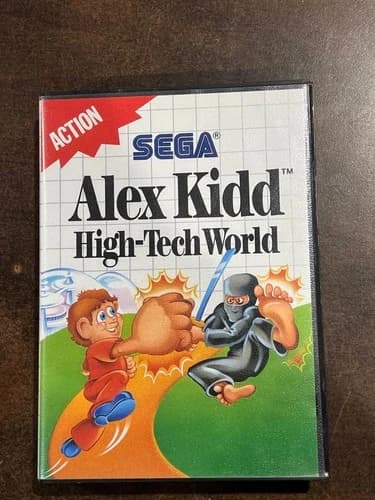 ACTION
SEGA®
Alex Kidd™
High-Tech World